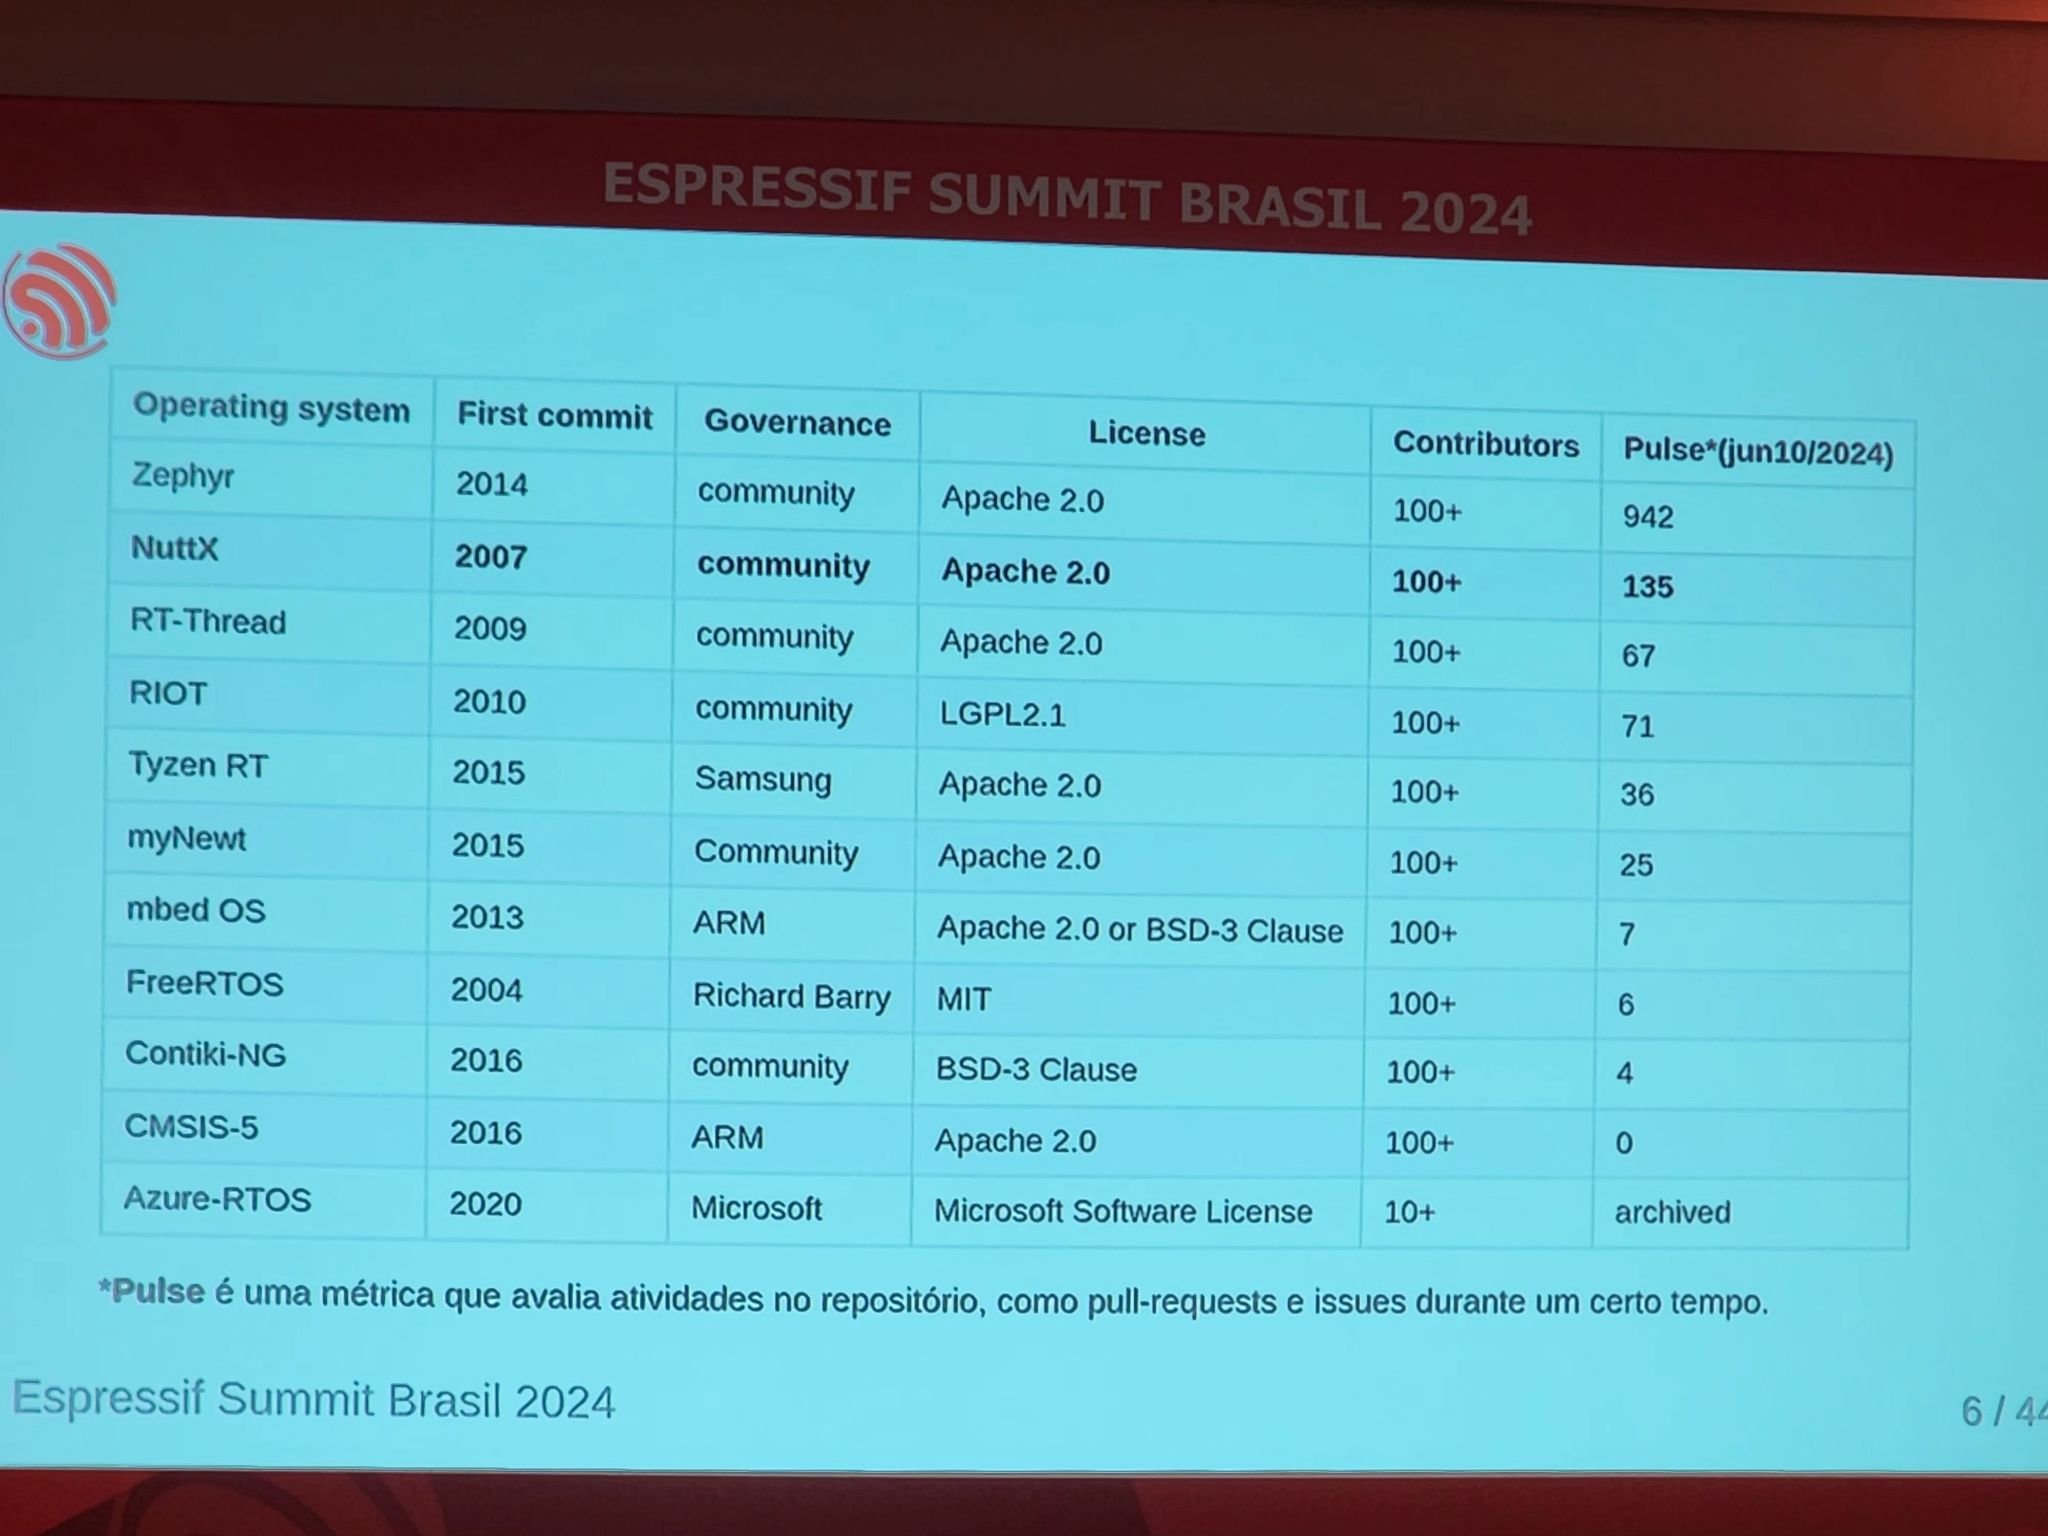 ESPRESSIF SUMMIT BRASIL 2024
Operating system First commit Governance License Contributors Pulse*(jun10/2024)
Zephyr 2014 community Apache 2.0 100+ 942
NuttX 2007 community Apache 2.0 100+ 135
RT-Thread 2009 community Apache 2.0 100+ 67
RIOT 2010 community LGPL2.1 100+ 71
Tyzen RT 2015 Samsung Apache 2.0 100+ 36
myNewt 2015 Community Apache 2.0 100+ 25
mbed OS 2013 ARM Apache 2.0 or BSD-3 Clause 100+ 7
FreeRTOS 2004 Richard Barry MIT 100+ 6
Contiki-NG 2016 community BSD-3 Clause 100+ 4
CMSIS-5 2016 ARM Apache 2.0 100+ 0
Azure-RTOS 2020 Microsoft Microsoft Software License 10+ archived
*Pulse é uma métrica que avalia atividades no repositório, como pull-requests e issues durante um certo tempo.
Espressif Summit Brasil 2024
6 / 44